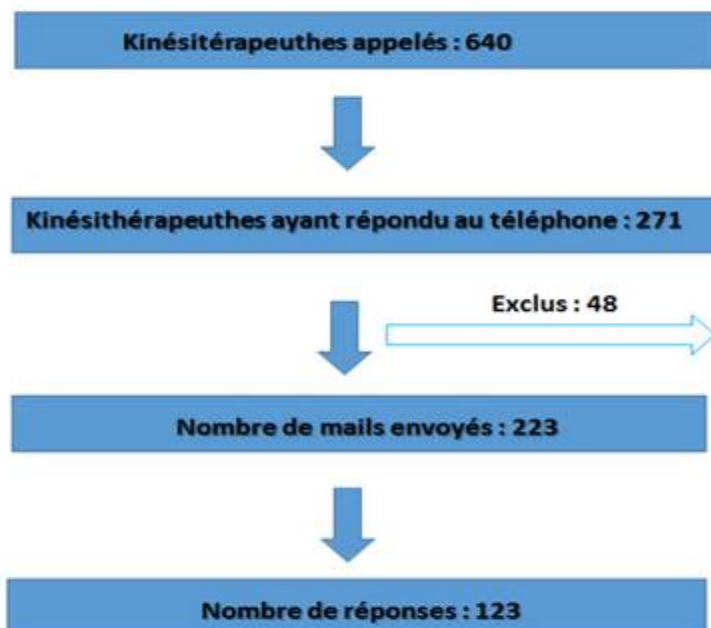 Kinésitérapeuthes appelés : 640
Kinésithérapeuthes ayant répondu au téléphone : 271
Exclus : 48
Nombre de mails envoyés : 223
Nombre de réponses : 123